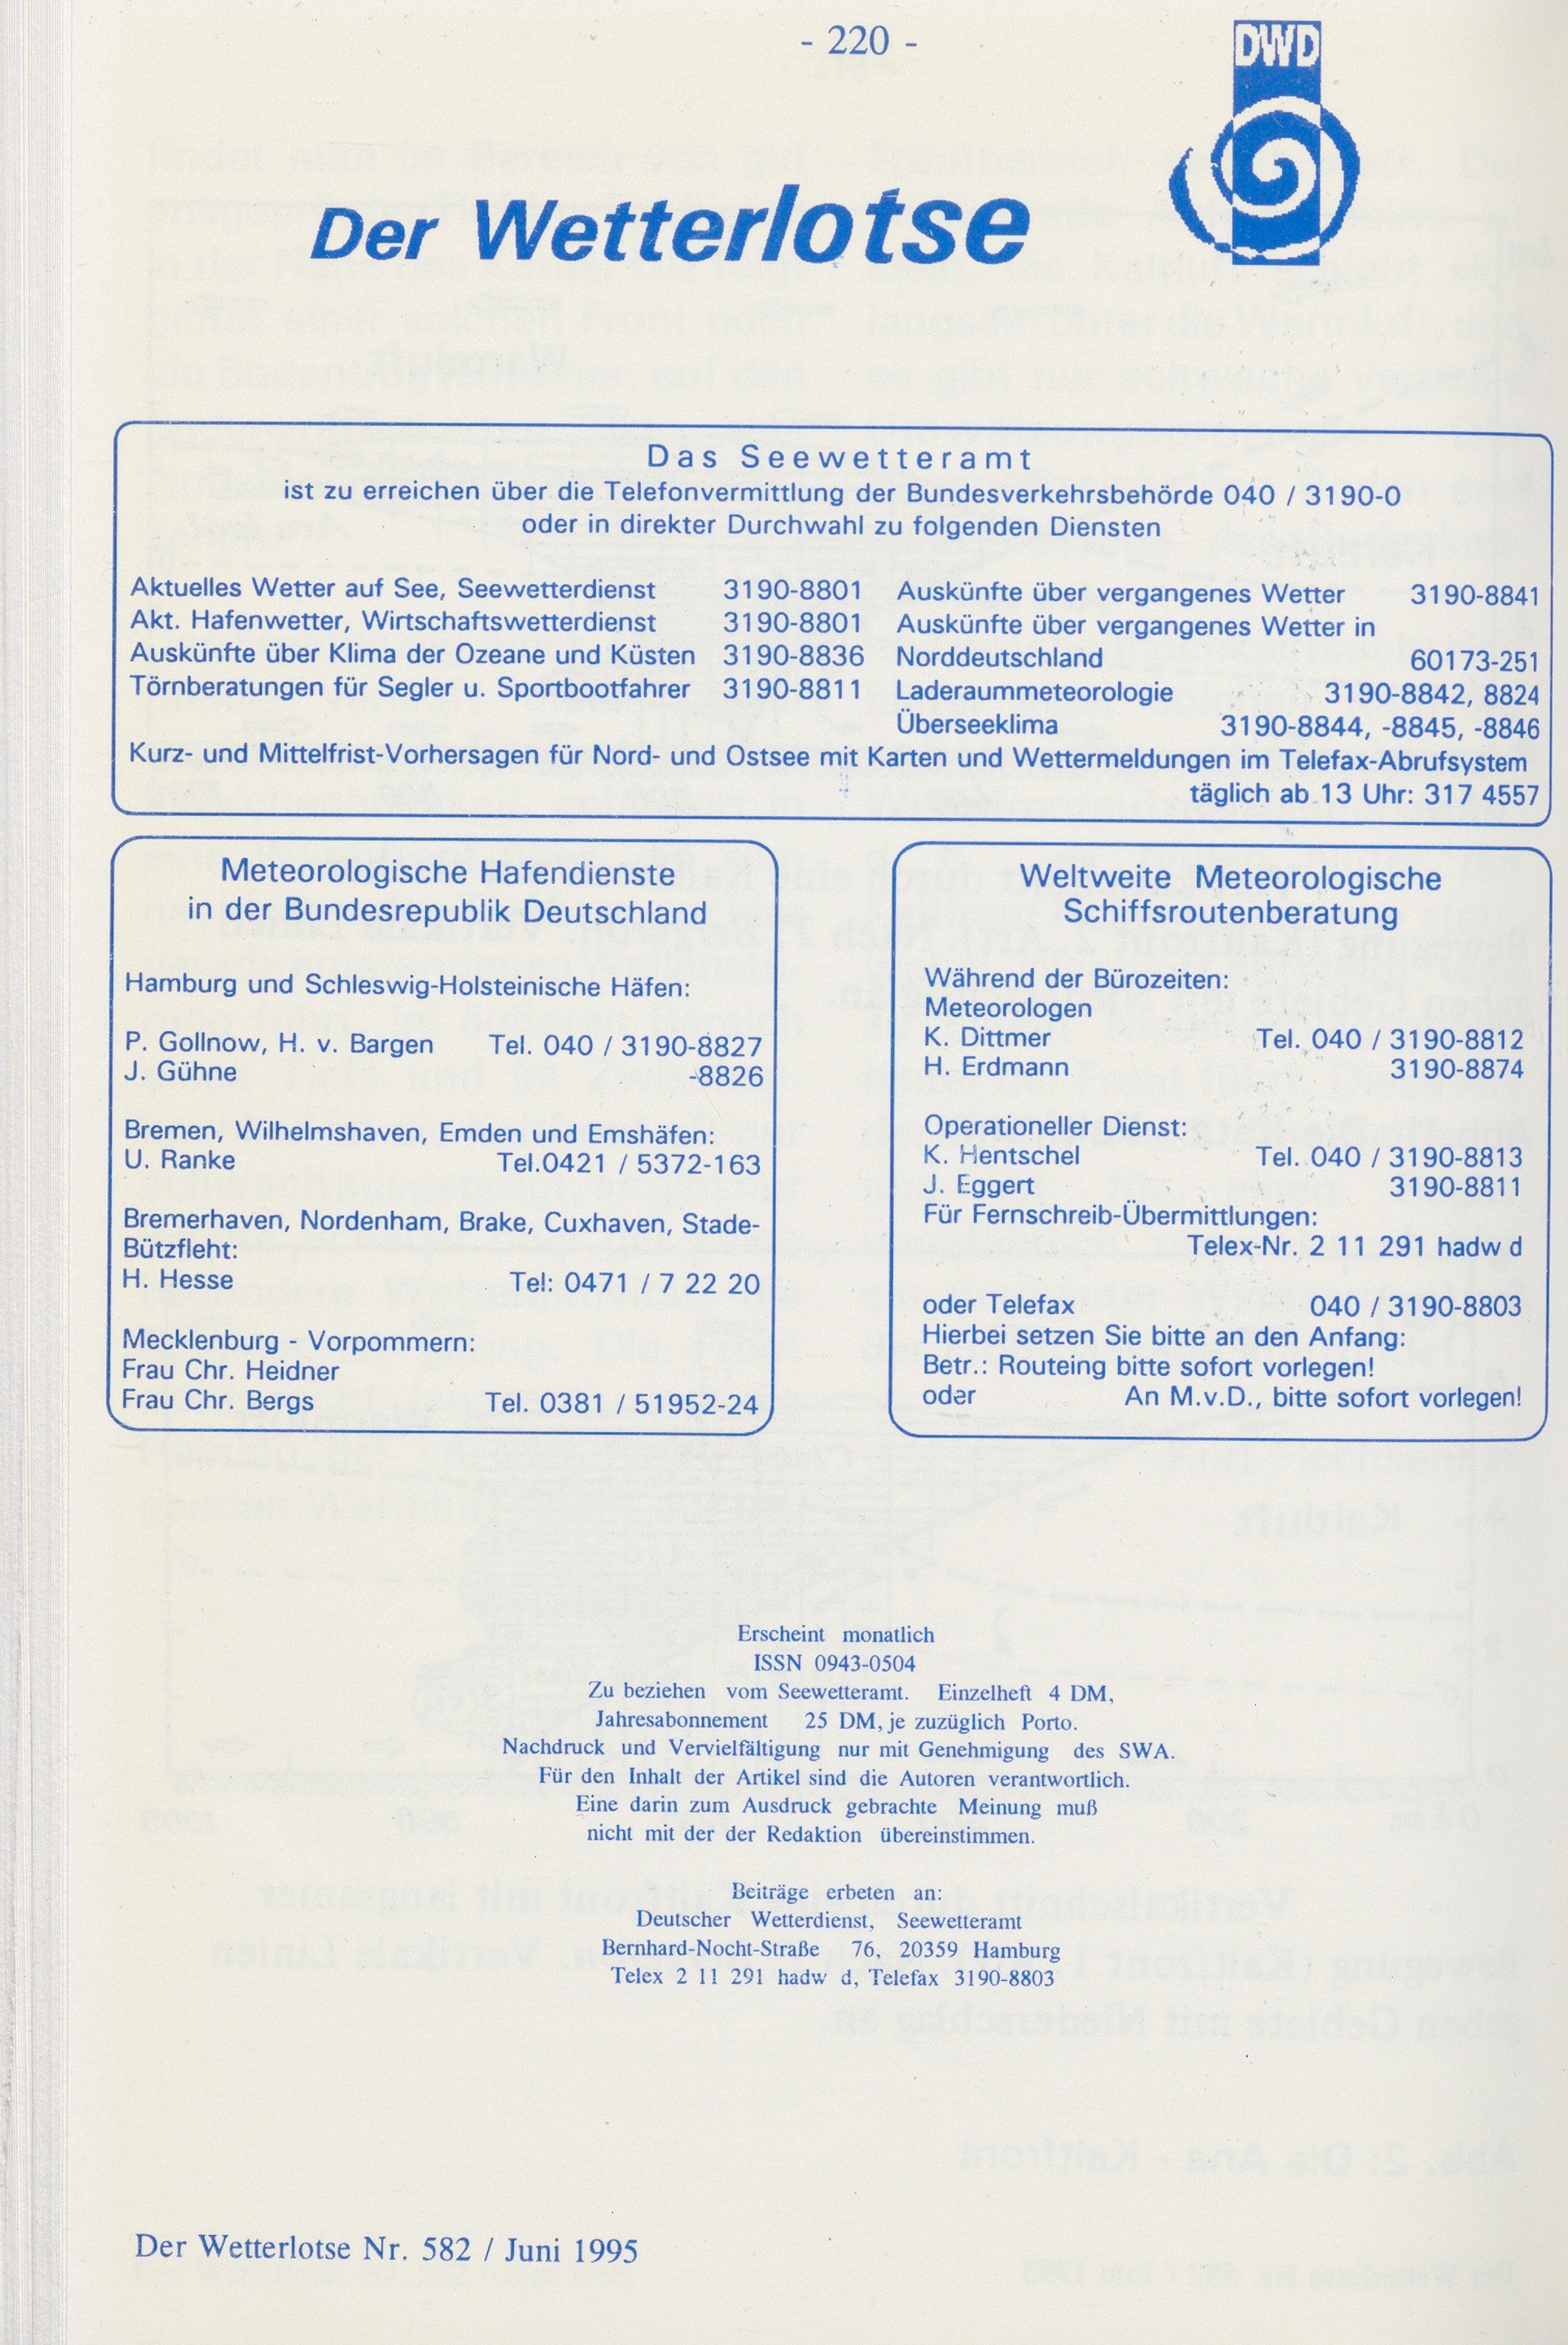 - 220 -
DWD
Der Wetterlotse
Das Seewetteramt
ist zu erreichen über die Telefonvermittlung der Bundesverkehrsbehörde 040 / 3190-0
oder in direkter Durchwahl zu folgenden Diensten
Aktuelles Wetter auf See, Seewetterdienst 3190-8801
Akt. Hafenwetter, Wirtschaftswetterdienst 3190-8801
Auskünfte über Klima der Ozeane und Küsten 3190-8836
Törnberatungen für Segler u. Sportbootfahrer 3190-8811
Auskünfte über vergangenes Wetter 3190-8841
Auskünfte über vergangenes Wetter in
Norddeutschland 60173-251
Laderaummeteorologie 3190-8842, 8824
Überseeklima 3190-8844, -8845, -8846
Kurz- und Mittelfrist-Vorhersagen für Nord- und Ostsee mit Karten und Wettermeldungen im Telefax-Abrufsystem
täglich ab 13 Uhr: 317 4557
Meteorologische Hafendienste
in der Bundesrepublik Deutschland
Hamburg und Schleswig-Holsteinische Häfen:
P. Gollnow, H. v. Bargen Tel. 040 / 3190-8827
J. Gühne -8826
Bremen, Wilhelmshaven, Emden und Emshäfen:
U. Ranke Tel.0421 / 5372-163
Bremerhaven, Nordenham, Brake, Cuxhaven, Stade-
Bützfleht:
H. Hesse Tel: 0471 / 7 22 20
Mecklenburg - Vorpommern:
Frau Chr. Heidner
Frau Chr. Bergs Tel. 0381 / 51952-24
Weltweite Meteorologische
Schiffsroutenberatung
Während der Bürozeiten:
Meteorologen
K. Dittmer Tel. 040 / 3190-8812
H. Erdmann 3190-8874
Operationeller Dienst:
K. Hentschel Tel. 040 / 3190-8813
J. Eggert 3190-8811
Für Fernschreib-Übermittlungen:
Telex-Nr. 2 11 291 hadw d
oder Telefax 040 / 3190-8803
Hierbei setzen Sie bitte an den Anfang:
Betr.: Routeing bitte sofort vorlegen!
oder An M.v.D., bitte sofort vorlegen!
Erscheint monatlich
ISSN 0943-0504
Zu beziehen vom Seewetteramt. Einzelheft 4 DM,
Jahresabonnement 25 DM, je zuzüglich Porto.
Nachdruck und Vervielfältigung nur mit Genehmigung des SWA.
Für den Inhalt der Artikel sind die Autoren verantwortlich.
Eine darin zum Ausdruck gebrachte Meinung muß
nicht mit der der Redaktion übereinstimmen.
Beiträge erbeten an:
Deutscher Wetterdienst, Seewetteramt
Bernhard-Nocht-Straße 76, 20359 Hamburg
Telex 2 11 291 hadw d, Telefax 3190-8803
Der Wetterlotse Nr. 582 / Juni 1995